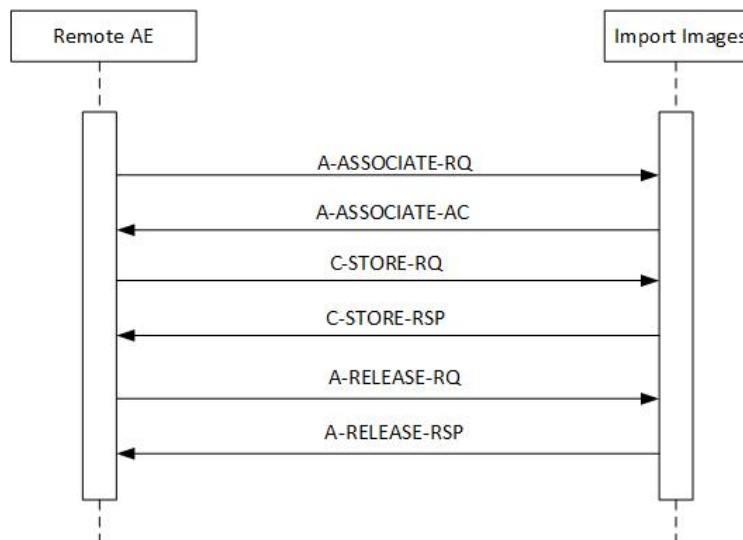 Remote AE
Import Images
A-ASSOCIATE-RQ
A-ASSOCIATE-AC
C-STORE-RQ
C-STORE-RSP
A-RELEASE-RQ
A-RELEASE-RSP